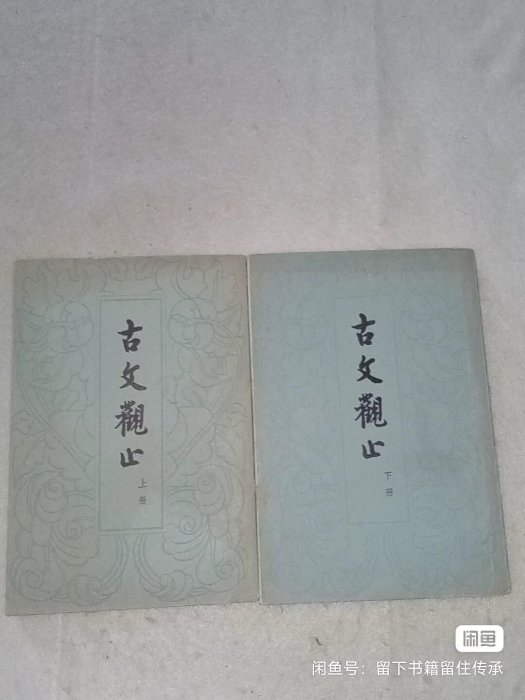 古文觀止
上册
古文觀止
下册
闲鱼
闲鱼号：留下书籍留住传承